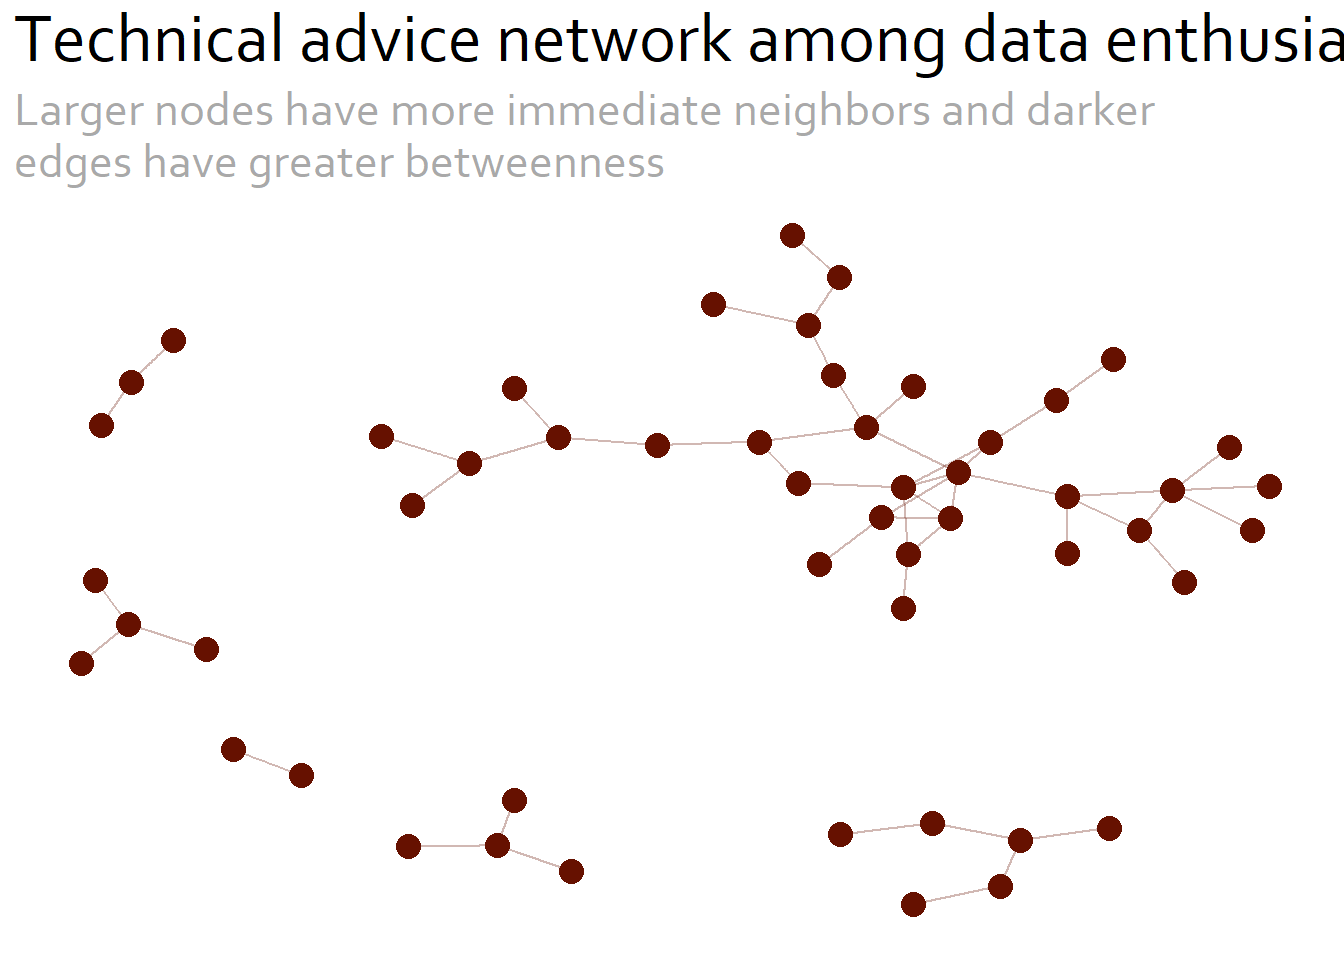 Technical advice network among data enthusia
Larger nodes have more immediate neighbors and darker
edges have greater betweenness